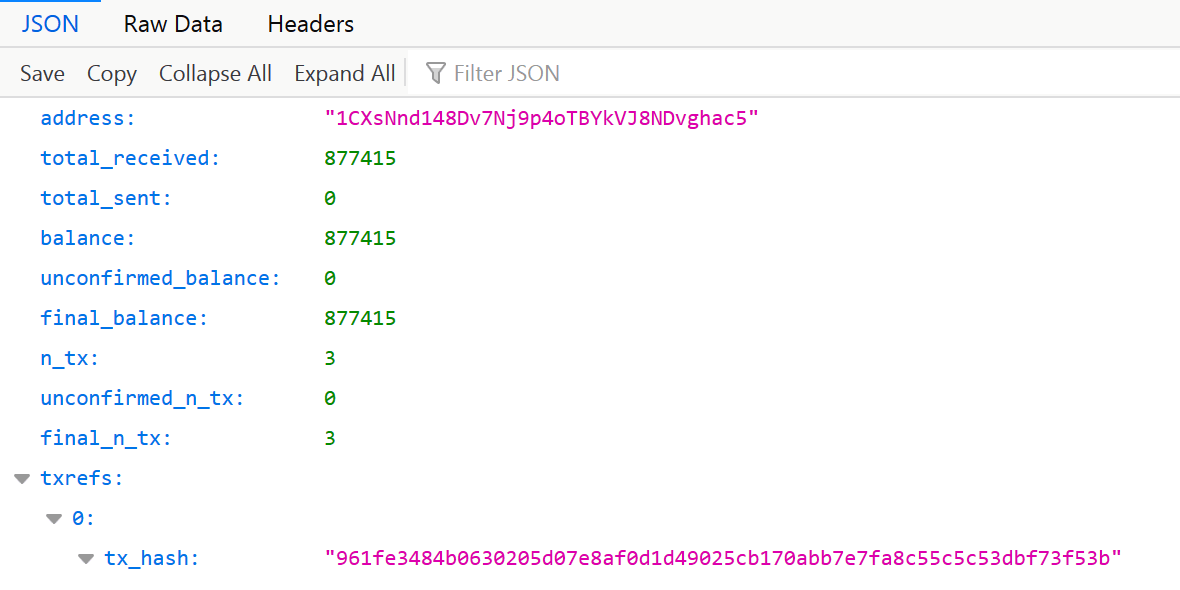 JSON Raw Data Headers
Save Copy Collapse All Expand All Filter JSON
address: "1CXsNnd148Dv7Nj9p4oTBYkVJ8NDvghac5"
total_received: 877415
total_sent: 0
balance: 877415
unconfirmed_balance: 0
final_balance: 877415
n_tx: 3
unconfirmed_n_tx: 0
final_n_tx: 3
txrefs:
0:
tx_hash: "961fe3484b0630205d07e8af0d1d49025cb170abb7e7fa8c55c5c53dbf73f53b"